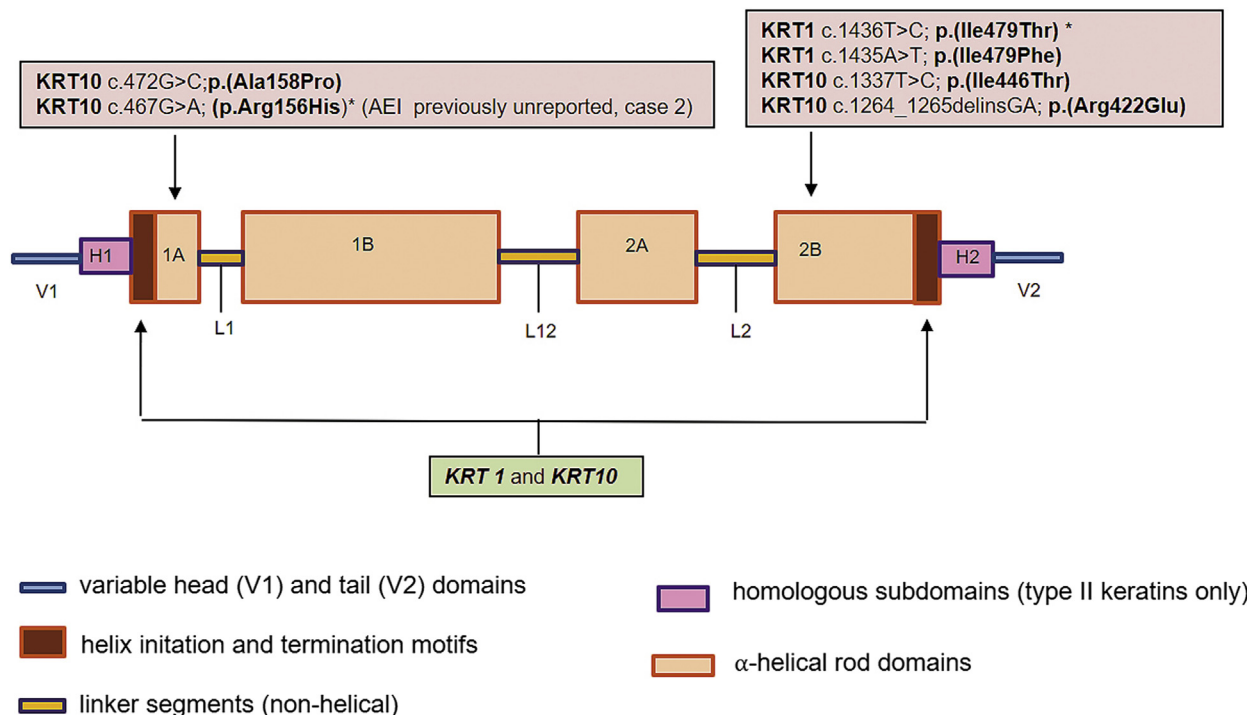 KRT10 c.472G>C;p.(Ala158Pro)
KRT10 c.467G>A; (p.Arg156His)* (AEI previously unreported, case 2)
KRT1 c.1436T>C; p.(Ile479Thr) *
KRT1 c.1435A>T; p.(Ile479Phe)
KRT10 c.1337T>C; p.(Ile446Thr)
KRT10 c.1264_1265delinsGA; p.(Arg422Glu)
V1
H1
1A
L1
1B
L12
2A
L2
2B
H2
V2
KRT 1 and KRT10
variable head (V1) and tail (V2) domains
helix initation and termination motifs
linker segments (non-helical)
homologous subdomains (type II keratins only)
α-helical rod domains